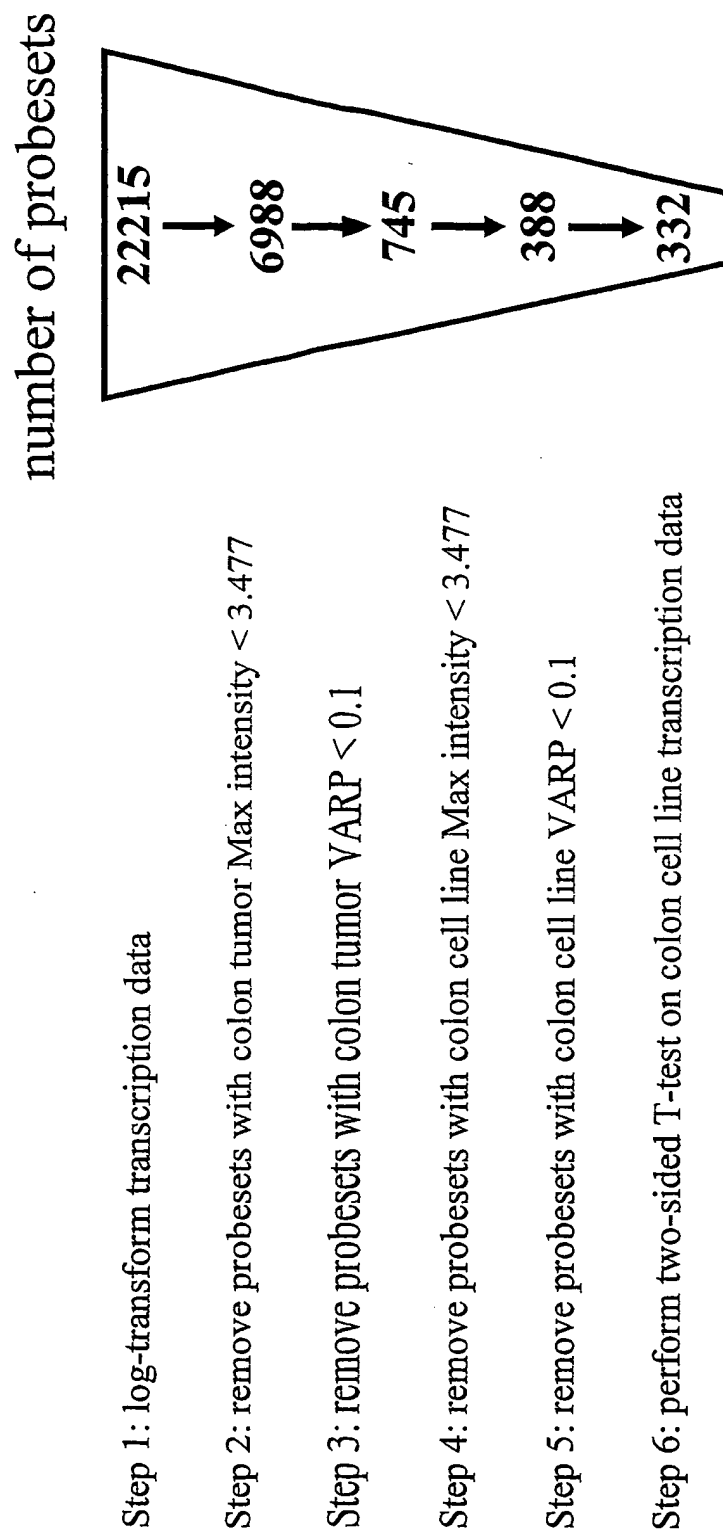 number of probesets
Step 1: log-transform transcription data
22215
Step 2: remove probesets with colon tumor Max intensity < 3.477
6988
Step 3: remove probesets with colon tumor VARP < 0.1
745
Step 4: remove probesets with colon cell line Max intensity < 3.477
388
Step 5: remove probesets with colon cell line VARP < 0.1
332
Step 6: perform two-sided T-test on colon cell line transcription data